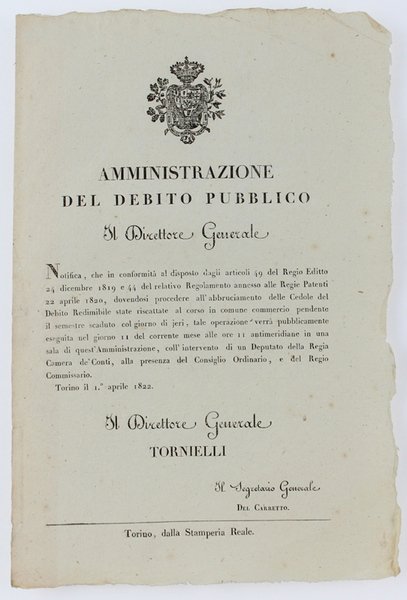 AMMINISTRAZIONE
DEL DEBITO PUBBLICO
Il Direttore Generale
Notifica, che in conformità al disposto dagli articoli 49 del Regio Editto
24 dicembre 1819 e 44 del relativo Regolamento annesso alle Regie Patenti
22 aprile 1820, dovendosi procedere all'abbruciamento delle Cedole del
Debito Redimibile state riscattate al corso in comune commercio pendente
il semestre scaduto col giorno di jeri, tale operazione verrà pubblicamente
eseguita nel giorno 11 del corrente mese alle ore 11 antimeridiane in una
sala di quest'Amministrazione, coll'intervento di un Deputato della Regia
Camera de'Conti, alla presenza del Consiglio Ordinario, e del Regio
Commissario.
Torino il 1.° aprile 1822.
Il Direttore Generale
TORNIELLI
Il Segretario Generale
DEL CARRETTO.
Torino, dalla Stamperia Reale.